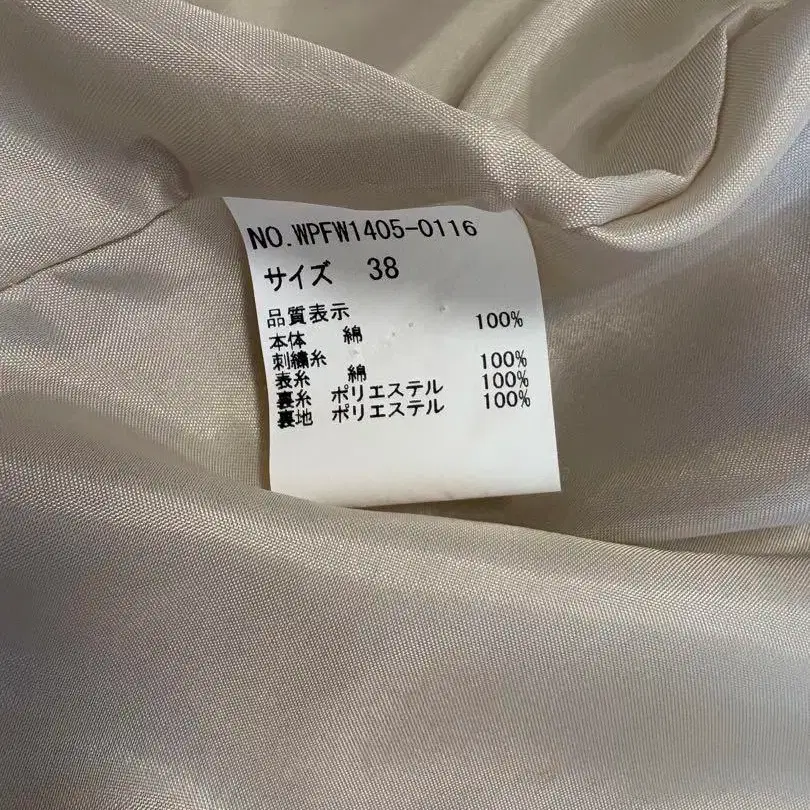 NO.WPFW1405-0116
サイズ 38
品質表示
本体 綿 100%
刺繍糸
表糸 綿 100%
裏糸 ポリエステル 100%
裏地 ポリエステル 100%